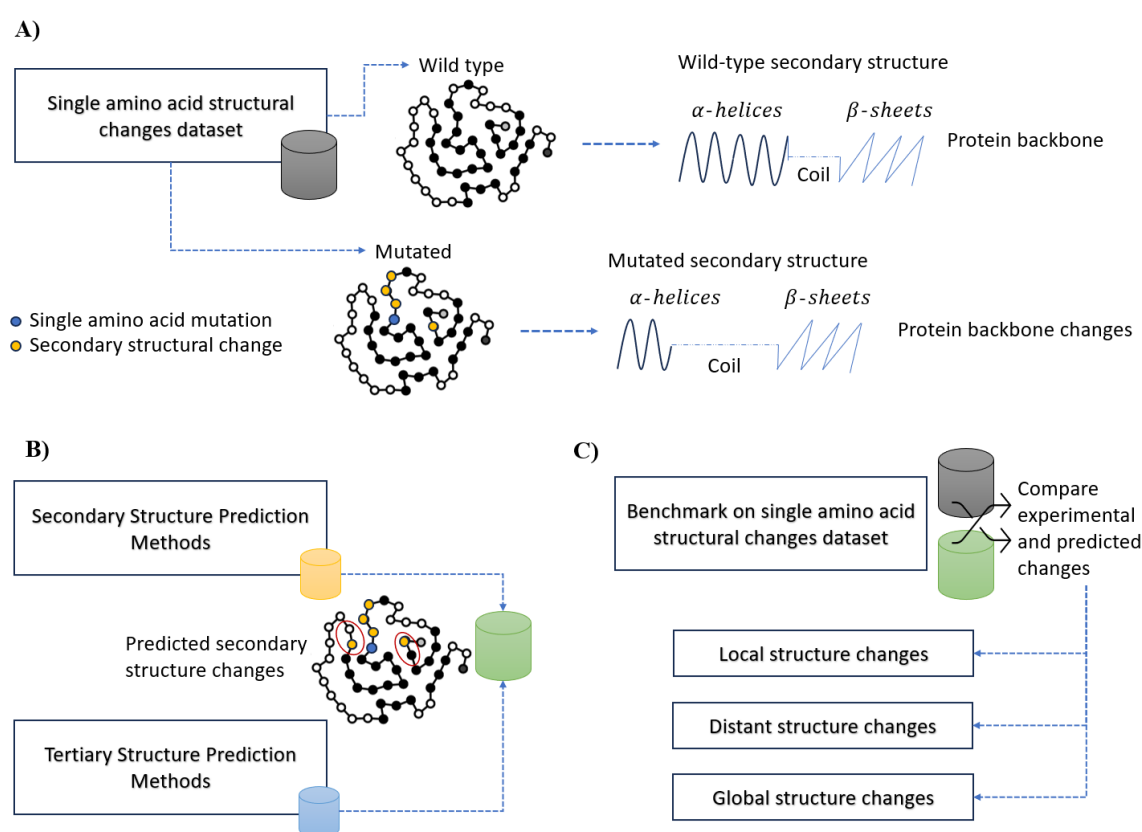 A)
Single amino acid structural
changes dataset
Wild type
Wild-type secondary structure
α-helices
β-sheets
Coil
Protein backbone
Mutated
Mutated secondary structure
α-helices
β-sheets
Coil
Protein backbone changes
Single amino acid mutation
Secondary structural change
B)
Secondary Structure Prediction
Methods
Predicted secondary
structure changes
Tertiary Structure Prediction
Methods
C)
Benchmark on single amino acid
structural changes dataset
Compare
experimental
and predicted
changes
Local structure changes
Distant structure changes
Global structure changes